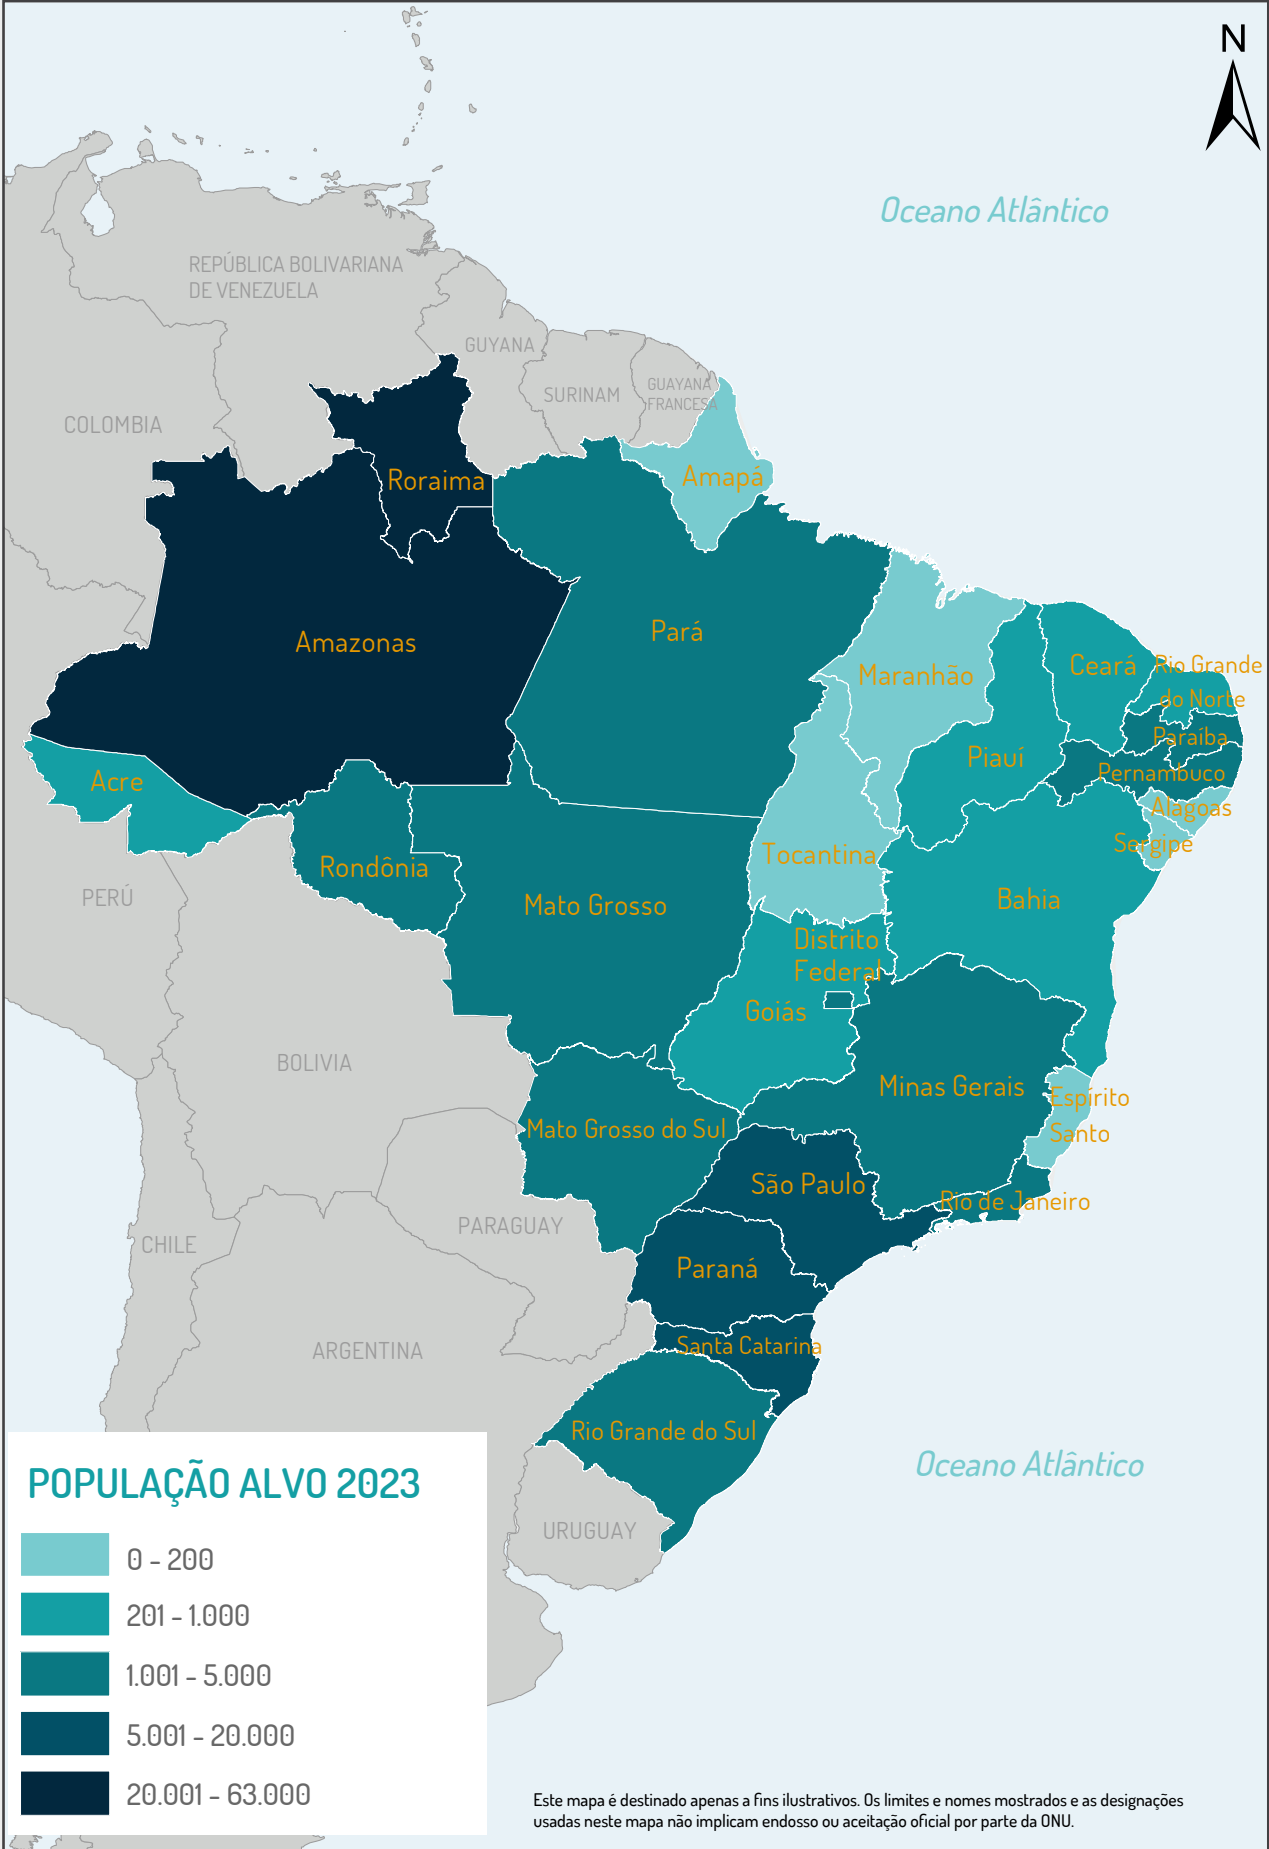 N
Oceano Atlântico
REPÚBLICA BOLIVARIANA
DE VENEZUELA
GUYANA
SURINAM
GUAYANA
FRANCESA
COLOMBIA
Roraima
Amapá
Amazonas
Pará
Maranhão
Ceará
Rio Grande
do Norte
Paraíba
Piauí
Pernambuco
Acre
Alagoas
Sergipe
Tocantina
Rondônia
Mato Grosso
Bahia
PERÚ
Distrito
Federal
Goiás
BOLIVIA
Minas Gerais
Espírito
Santo
Mato Grosso do Sul
São Paulo
Rio de Janeiro
PARAGUAY
CHILE
Paraná
ARGENTINA
Santa Catarina
Rio Grande do Sul
Oceano Atlântico
URUGUAY
POPULAÇÃO ALVO 2023
0 - 200
201 - 1.000
1.001 - 5.000
5.001 - 20.000
20.001 - 63.000
Este mapa é destinado apenas a fins ilustrativos. Os limites e nomes mostrados e as designações
usadas neste mapa não implicam endosso ou aceitação oficial por parte da ONU.